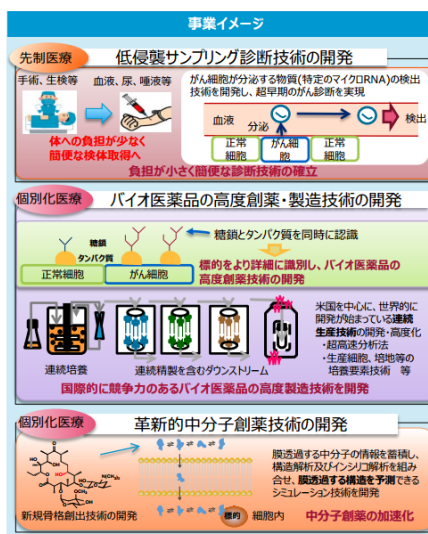 事業イメージ
先制医療
低侵襲サンプリング診断技術の開発
手術、生検等
血液、尿、唾液等
体への負担が少なく
簡便な検体取得へ
がん細胞が分泌する物質(特定のマイクロRNA)の検出
技術を開発し、超早期のがん診断を実現
血液
分泌
検出
正常
細胞
がん細
胞
正常
細胞
負担が小さく簡便な診断技術の確立
個別化医療
バイオ医薬品の高度創薬・製造技術の開発
糖鎖
タンパク質
正常細胞
がん細胞
糖鎖とタンパク質を同時に認識
標的をより詳細に識別し、バイオ医薬品の
高度創薬技術の開発
連続培養
連続精製を含むダウンストリーム
米国を中心に、世界的に
開発が始まっている連続
生産技術の開発・高度化
・超高速分析法
・生産細胞、培地等の
培養要素技術 等
国際的に競争力のあるバイオ医薬品の高度製造技術を開発
個別化医療
革新的中分子創薬技術の開発
新規骨格創出技術の開発
標的
細胞内
膜透過する中分子の情報を蓄積し、
構造解析及びインシリコ解析を組み
合せ、膜透過する構造を予測できる
シミュレーション技術を開発
中分子創薬の加速化